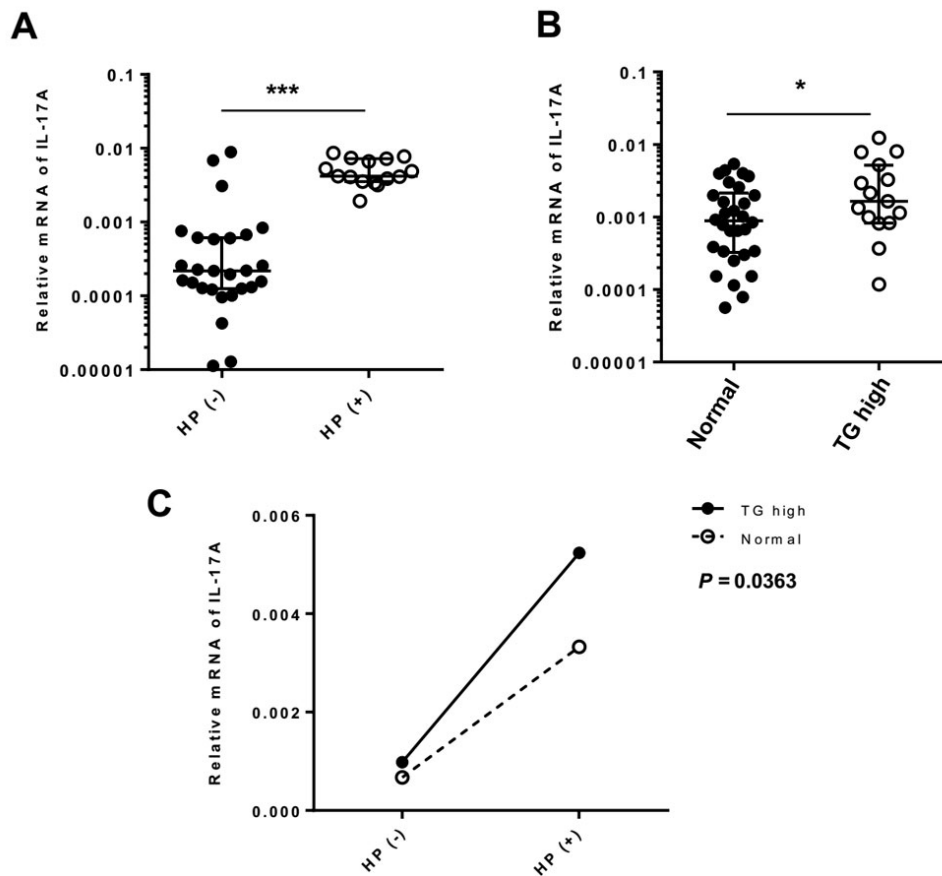 A
Relative mRNA of IL-17A
0.1
0.01
0.001
0.0001
0.00001
***
HP (-)
HP (+)
B
Relative mRNA of IL-17A
0.1
0.01
0.001
0.0001
0.00001
*
Normal
TG high
C
Relative mRNA of IL-17A
0.006
0.004
0.002
0.000
HP (-)
HP (+)
TG high
Normal
P = 0.0363